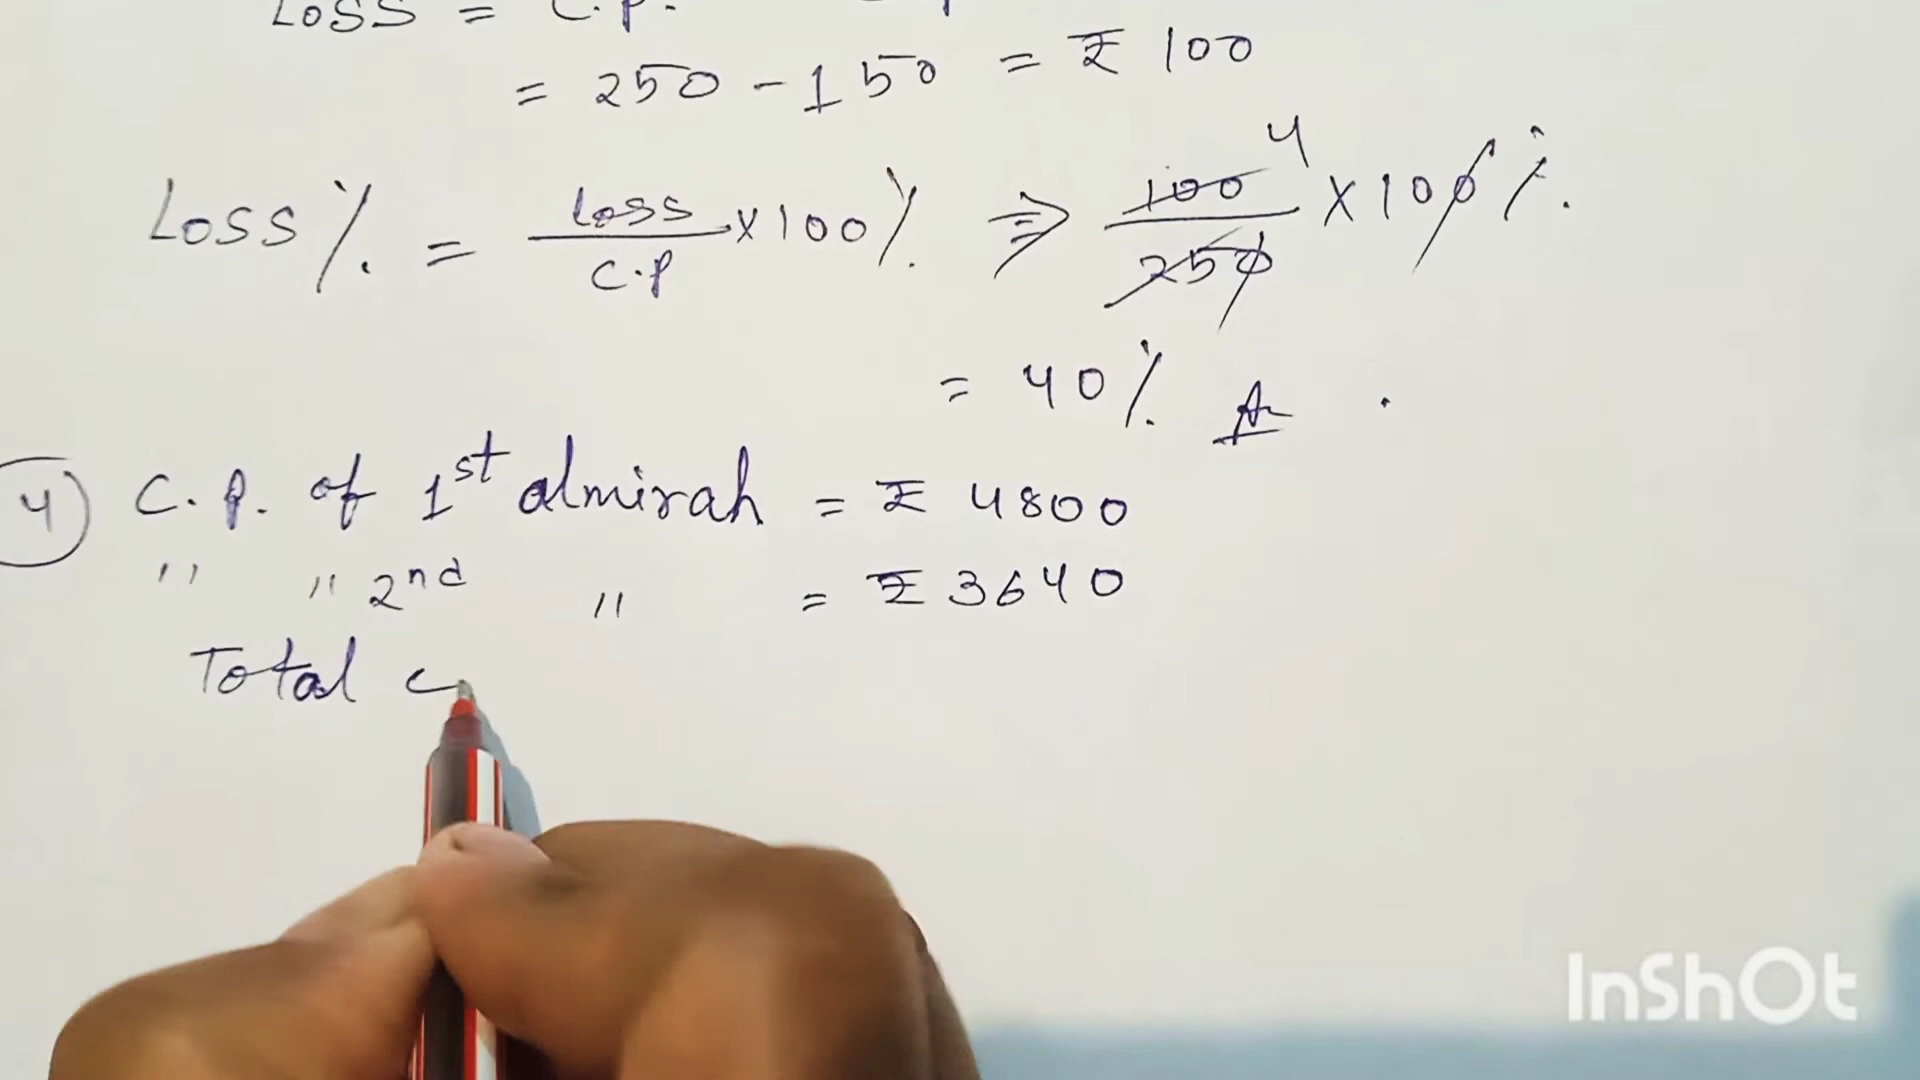 Loss = C.P.
= 250 - 150 = ₹ 100
Loss%. = Loss/C.P × 100%. ⇒ 100/250 4 × 100%.
= 40%.
4) C.P. of 1st almirah = ₹ 4800
" " 2nd " = ₹ 3640
Total c
InShOt